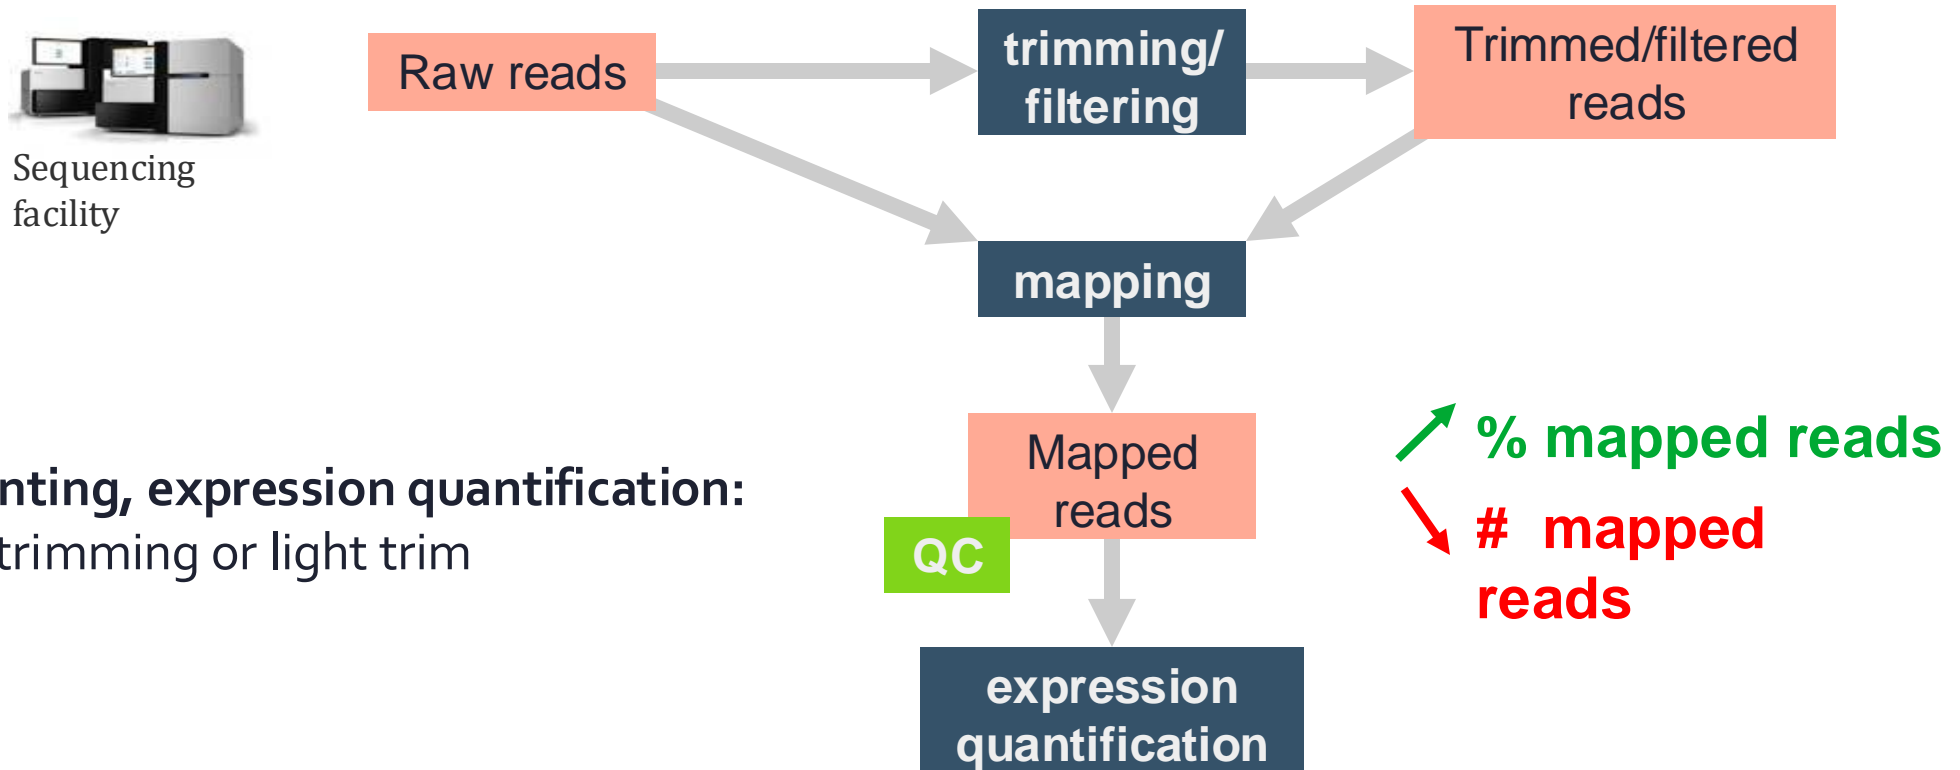 Raw reads
trimming/
filtering
Trimmed/filtered
reads
Sequencing
facility
mapping
Mapped
reads
QC
% mapped reads
# mapped
reads
nting, expression quantification:
trimming or light trim
expression
quantification